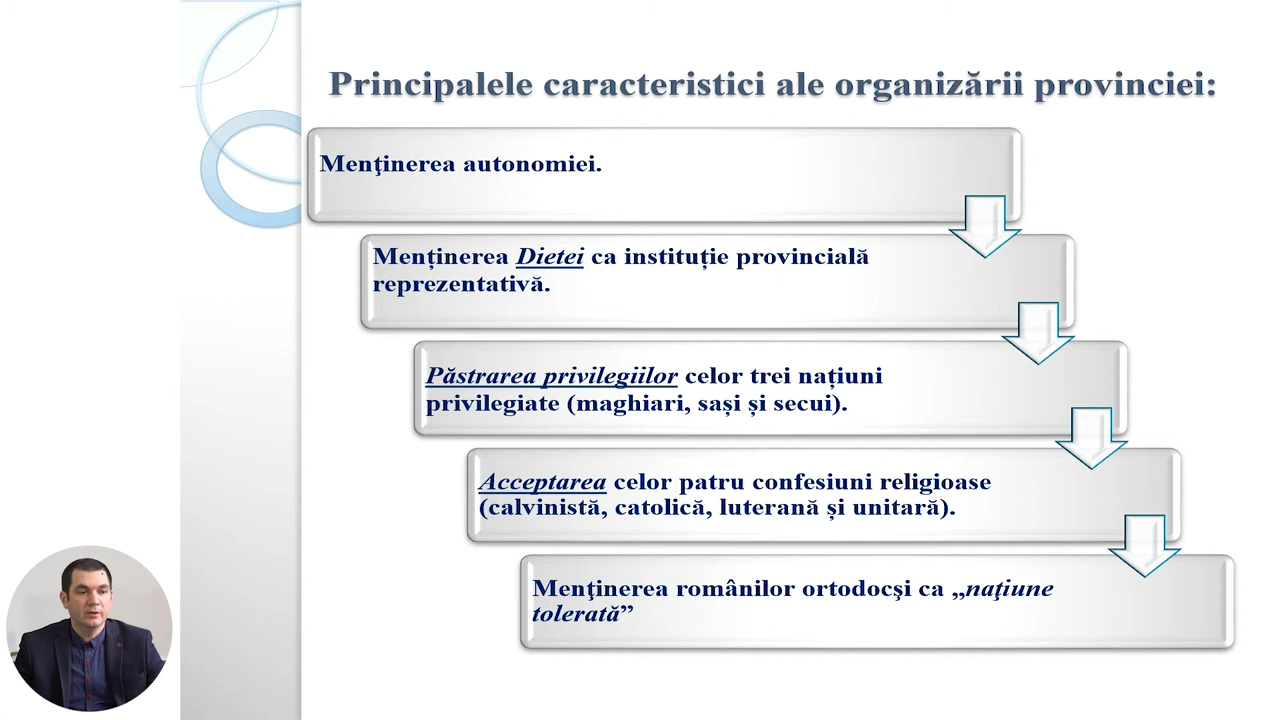 Principalele caracteristici ale organizării provinciei:
Menţinerea autonomiei.
Menținerea Dietei ca instituție provincială
reprezentativă.
Păstrarea privilegiilor celor trei națiuni
privilegiate (maghiari, sași și secui).
Acceptarea celor patru confesiuni religioase
(calvinistă, catolică, luterană și unitară).
Menţinerea românilor ortodocşi ca „naţiune
tolerată”